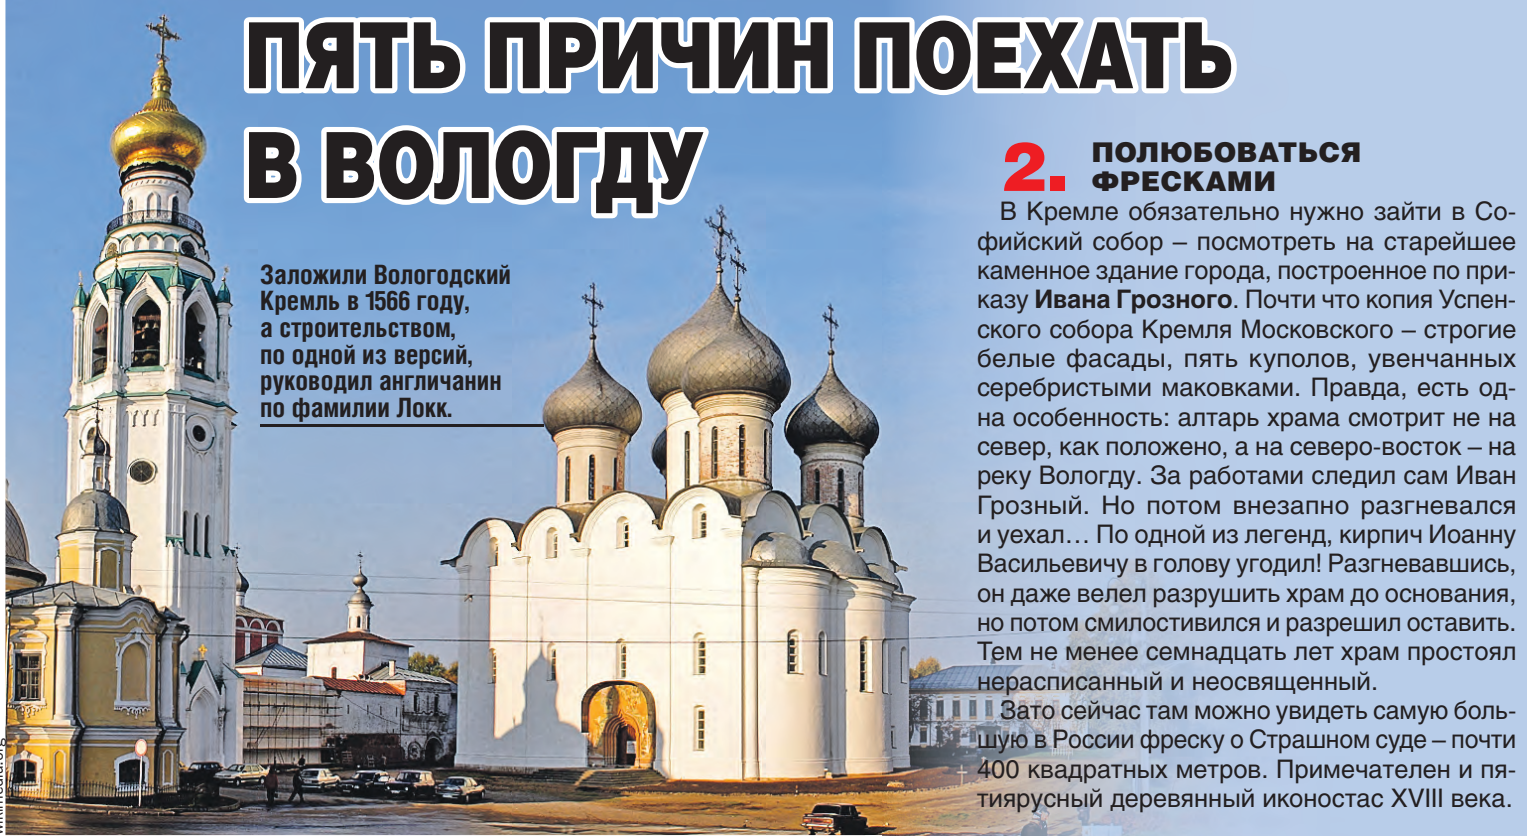 ПЯТЬ ПРИЧИН ПОЕХАТЬ
В ВОЛОГДУ
Заложили Вологодский
Кремль в 1566 году,
а строительством,
по одной из версий,
руководил англичанин
по фамилии Локк.
2. ПОЛЮБОВАТЬСЯ
ФРЕСКАМИ
В Кремле обязательно нужно зайти в Со-
фийский собор – посмотреть на старейшее
каменное здание города, построенное по при-
казу Ивана Грозного. Почти что копия Успен-
ского собора Кремля Московского – строгие
белые фасады, пять куполов, увенчанных
серебристыми маковками. Правда, есть од-
на особенность: алтарь храма смотрит не на
север, как положено, а на северо-восток – на
реку Вологду. За работами следил сам Иван
Грозный. Но потом внезапно разгневался
и уехал... По одной из легенд, кирпич Иоанну
Васильевичу в голову угодил! Разгневавшись,
он даже велел разрушить храм до основания,
но потом смилостивился и разрешил оставить.
Тем не менее семнадцать лет храм простоял
нерасписанный и неосвященный.
Зато сейчас там можно увидеть самую боль-
шую в России фреску о Страшном суде – почти
400 квадратных метров. Примечателен и пя-
тиярусный деревянный иконостас XVIII века.